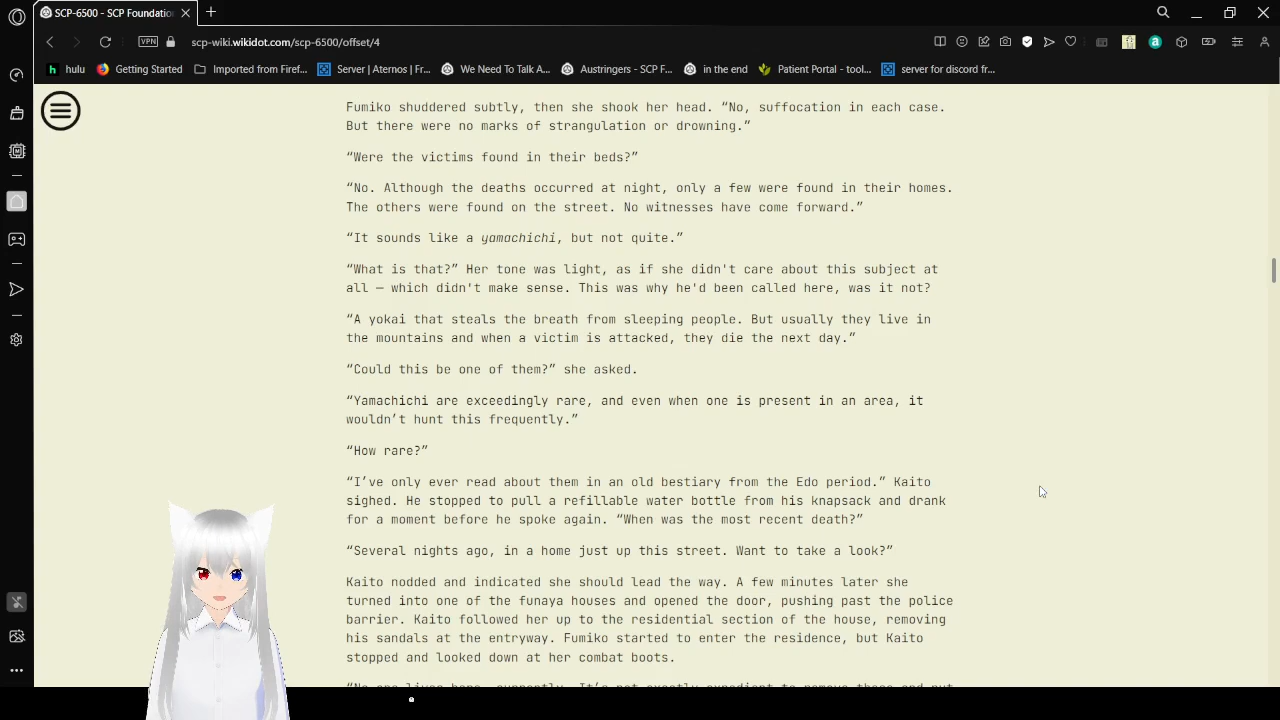 SCP-6500 - SCP Foundatio
scp-wiki.wikidot.com/scp-6500/offset/4
VPN
hulu
Getting Started
Imported from Firef...
Server | Aternos | Fr...
We Need To Talk A...
Austringers - SCP F...
in the end
Patient Portal - tool...
server for discord fr...
Fumiko shuddered subtly, then she shook her head. “No, suffocation in each case.
But there were no marks of strangulation or drowning.”
“Were the victims found in their beds?”
“No. Although the deaths occurred at night, only a few were found in their homes.
The others were found on the street. No witnesses have come forward.”
“It sounds like a yamachichi, but not quite.”
“What is that?” Her tone was light, as if she didn't care about this subject at
all — which didn't make sense. This was why he'd been called here, was it not?
“A yokai that steals the breath from sleeping people. But usually they live in
the mountains and when a victim is attacked, they die the next day.”
“Could this be one of them?” she asked.
“Yamachichi are exceedingly rare, and even when one is present in an area, it
wouldn’t hunt this frequently.”
“How rare?”
“I’ve only ever read about them in an old bestiary from the Edo period.” Kaito
sighed. He stopped to pull a refillable water bottle from his knapsack and drank
for a moment before he spoke again. “When was the most recent death?”
“Several nights ago, in a home just up this street. Want to take a look?”
Kaito nodded and indicated she should lead the way. A few minutes later she
turned into one of the funaya houses and opened the door, pushing past the police
barrier. Kaito followed her up to the residential section of the house, removing
his sandals at the entryway. Fumiko started to enter the residence, but Kaito
stopped and looked down at her combat boots.